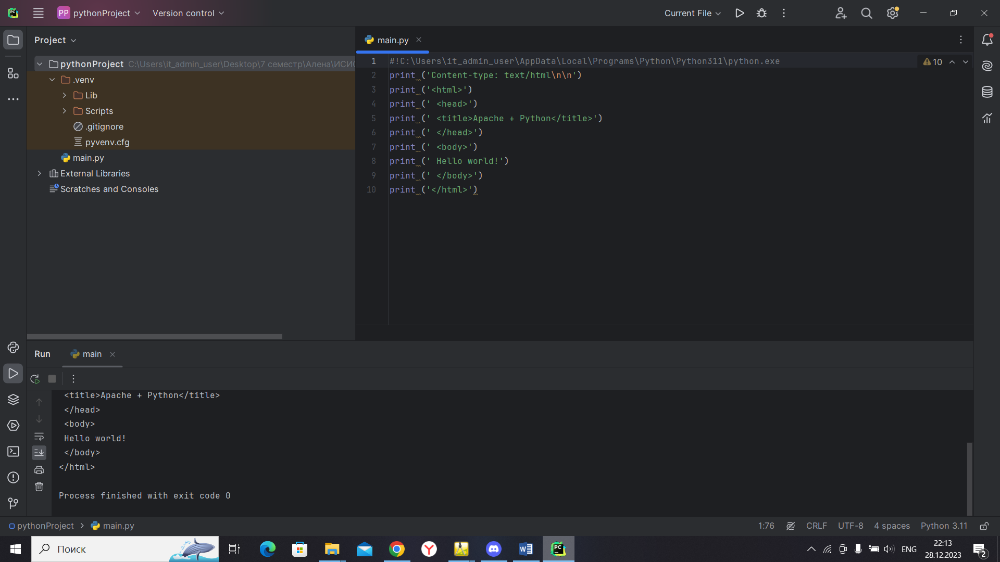 PP pythonProject Version control Current File
Project
main.py
pythonProject C:\Users\it_admin_user\Desktop\7 семестр\Алена\ИСИС
.venv
Lib
Scripts
.gitignore
pyvenv.cfg
main.py
External Libraries
Scratches and Consoles
10
1 #!C:\Users\it_admin_user\AppData\Local\Programs\Python\Python311\python.exe
2 print ('Content-type: text/html\n\n')
3 print ('<html>')
4 print (' <head>')
5 print (' <title>Apache + Python</title>')
6 print (' </head>')
7 print (' <body>')
8 print (' Hello world!')
9 print (' </body>')
10 print ('</html>')
Run main
<title>Apache + Python</title>
</head>
<body>
Hello world!
</body>
</html>
Process finished with exit code 0
pythonProject main.py 1:76 CRLF UTF-8 4 spaces Python 3.11
Поиск
ENG
22:13
28.12.2023
2